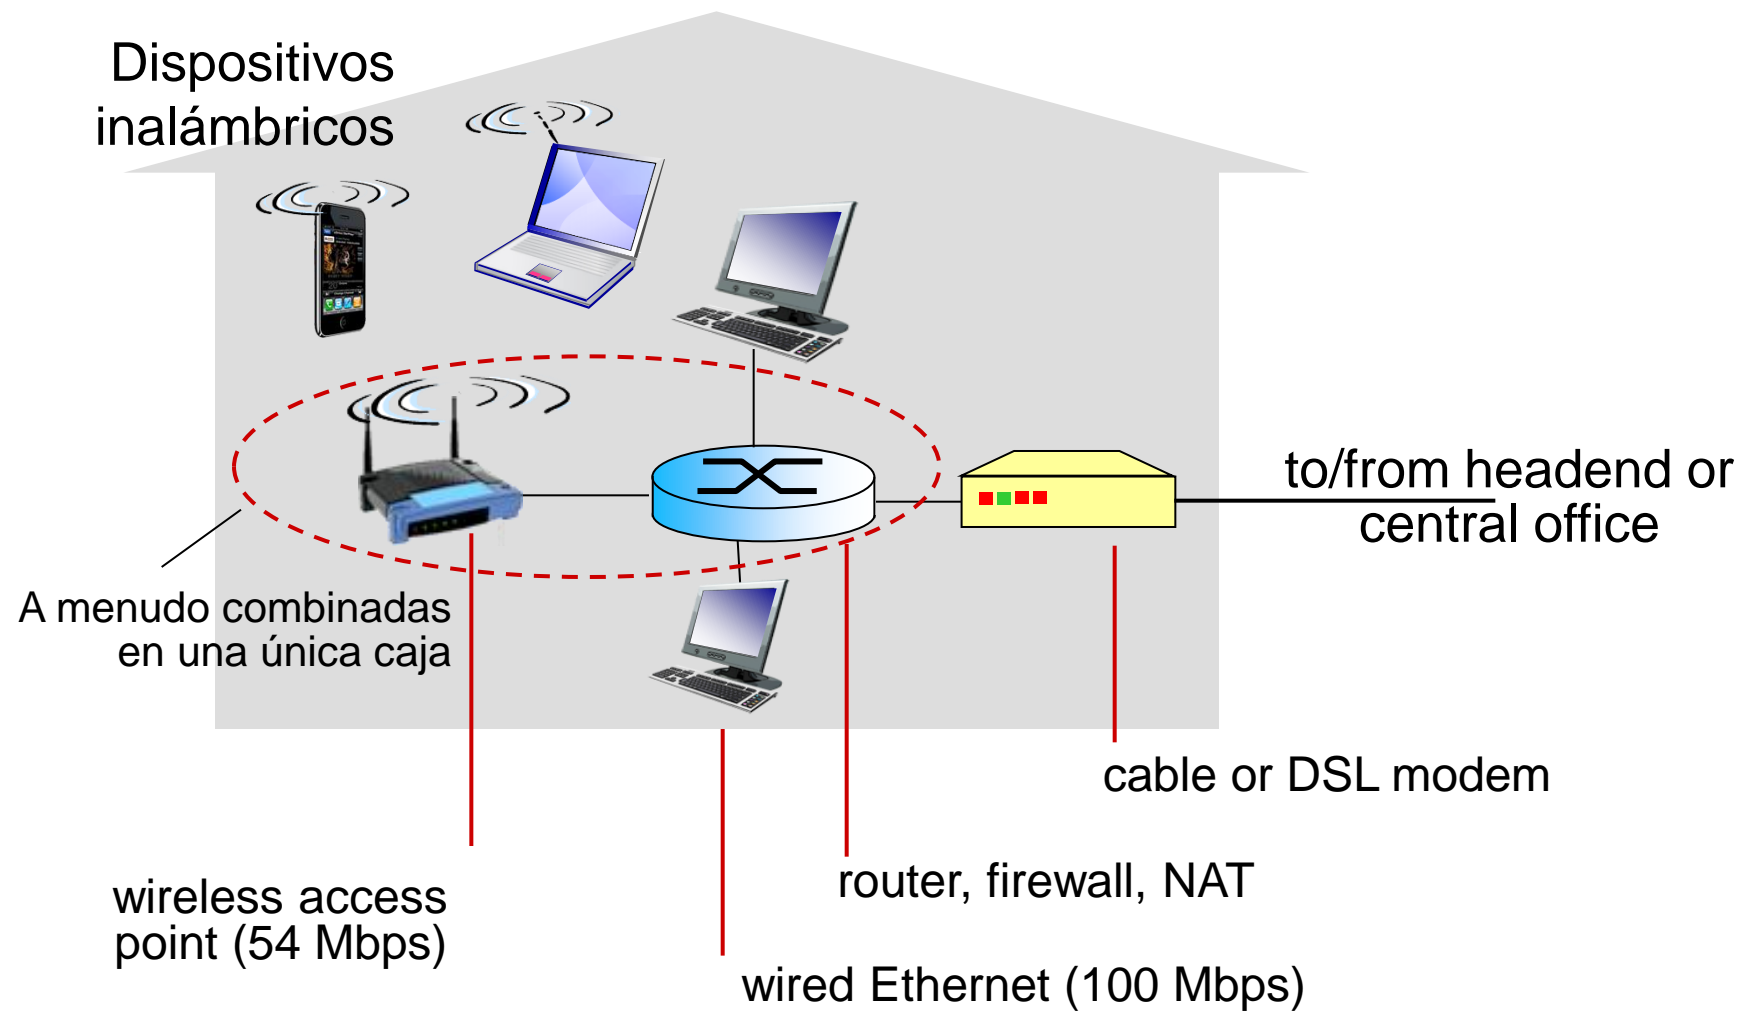 Dispositivos
inalámbricos
to/from headend or
central office
A menudo combinadas
en una única caja
cable or DSL modem
router, firewall, NAT
wireless access
point (54 Mbps)
wired Ethernet (100 Mbps)